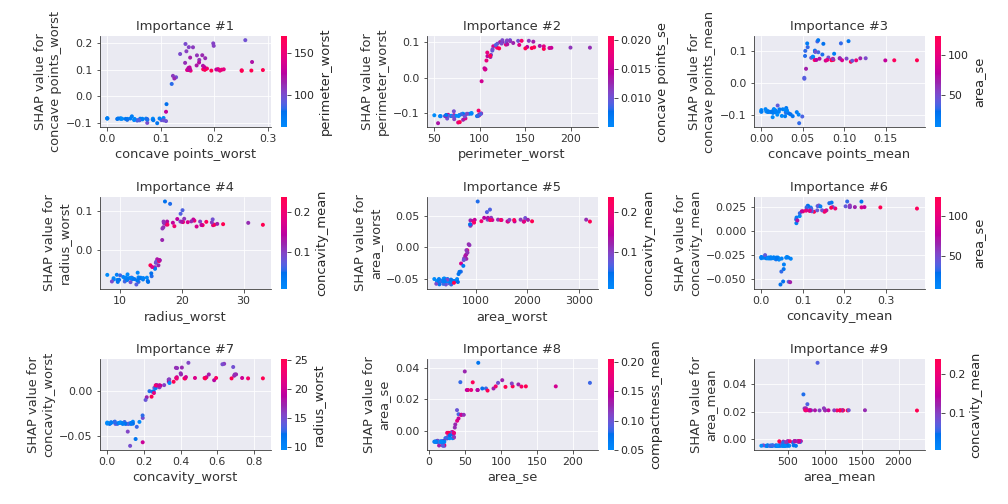 Importance #1
SHAP value for
concave points_worst
0.2
0.1
0.0
−0.1
0.0
0.1
0.2
0.3
concave points_worst
150
100
perimeter_worst
Importance #2
SHAP value for
perimeter_worst
0.1
0.0
−0.1
50
100
150
200
perimeter_worst
0.020
0.015
0.010
concave points_se
Importance #3
SHAP value for
concave points_mean
0.1
0.0
−0.1
0.00
0.05
0.10
0.15
concave points_mean
100
50
area_se
Importance #4
SHAP value for
radius_worst
0.1
0.0
10
20
30
radius_worst
0.2
0.1
concavity_mean
Importance #5
SHAP value for
area_worst
0.05
0.00
−0.05
1000
2000
3000
area_worst
0.2
0.1
concavity_mean
Importance #6
SHAP value for
concavity_mean
0.025
0.000
−0.025
−0.050
0.0
0.1
0.2
0.3
concavity_mean
100
50
area_se
Importance #7
SHAP value for
concavity_worst
0.00
−0.05
0.0
0.2
0.4
0.6
0.8
concavity_worst
25
20
15
10
radius_worst
Importance #8
SHAP value for
area_se
0.04
0.02
0.00
0
50
100
150
200
area_se
0.20
0.15
0.10
0.05
compactness_mean
Importance #9
SHAP value for
area_mean
0.04
0.02
0.00
500
1000
1500
2000
area_mean
0.2
0.1
concavity_mean